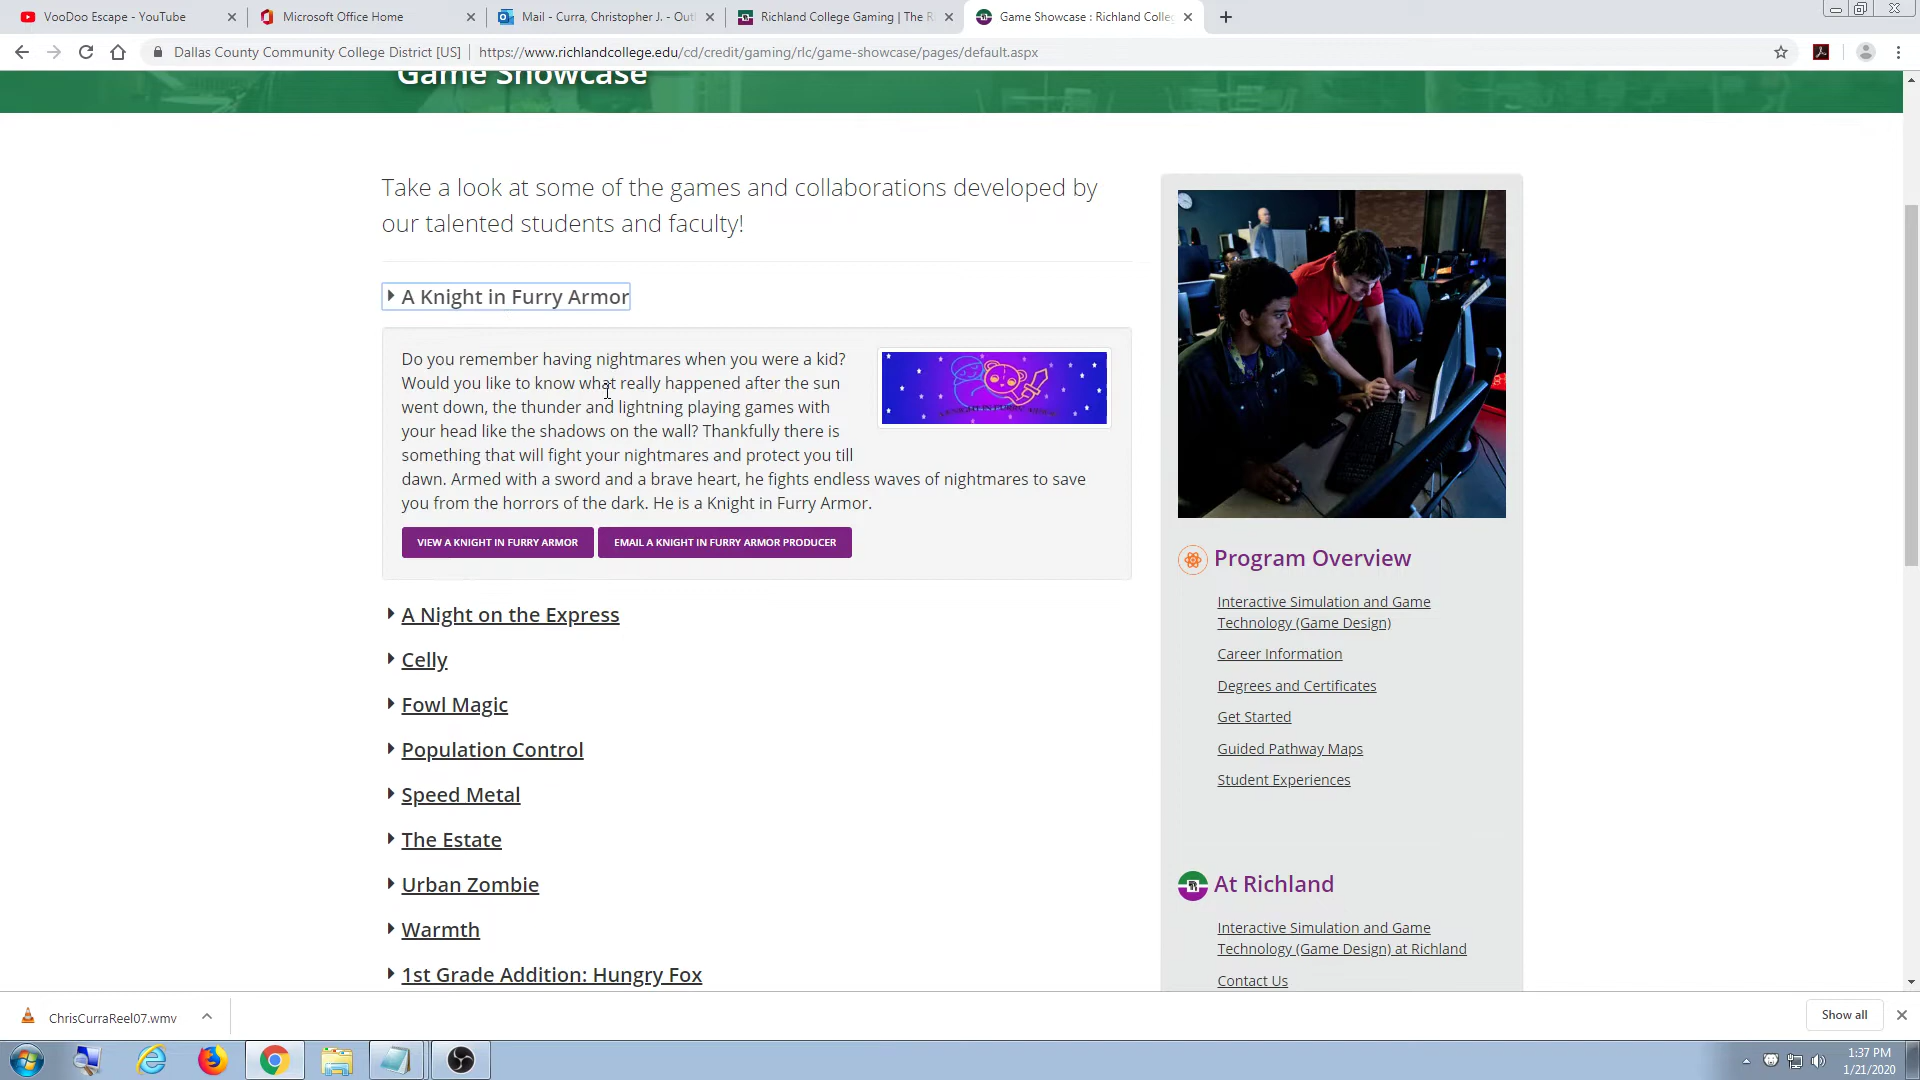 VooDoo Escape - YouTube
Microsoft Office Home
Mail - Curra, Christopher J. - Out
Richland College Gaming | The R
Game Showcase : Richland Colle
Dallas County Community College District [US]
https://www.richlandcollege.edu/cd/credit/gaming/rlc/game-showcase/pages/default.aspx
Game Showcase
Take a look at some of the games and collaborations developed by
our talented students and faculty!
A Knight in Furry Armor
Do you remember having nightmares when you were a kid?
Would you like to know what really happened after the sun
went down, the thunder and lightning playing games with
your head like the shadows on the wall? Thankfully there is
something that will fight your nightmares and protect you till
dawn. Armed with a sword and a brave heart, he fights endless waves of nightmares to save
you from the horrors of the dark. He is a Knight in Furry Armor.
VIEW A KNIGHT IN FURRY ARMOR
EMAIL A KNIGHT IN FURRY ARMOR PRODUCER
A Night on the Express
Celly
Fowl Magic
Population Control
Speed Metal
The Estate
Urban Zombie
Warmth
1st Grade Addition: Hungry Fox
Program Overview
Interactive Simulation and Game
Technology (Game Design)
Career Information
Degrees and Certificates
Get Started
Guided Pathway Maps
Student Experiences
At Richland
Interactive Simulation and Game
Technology (Game Design) at Richland
Contact Us
ChrisCurraReel07.wmv
Show all
1:37 PM
1/21/2020